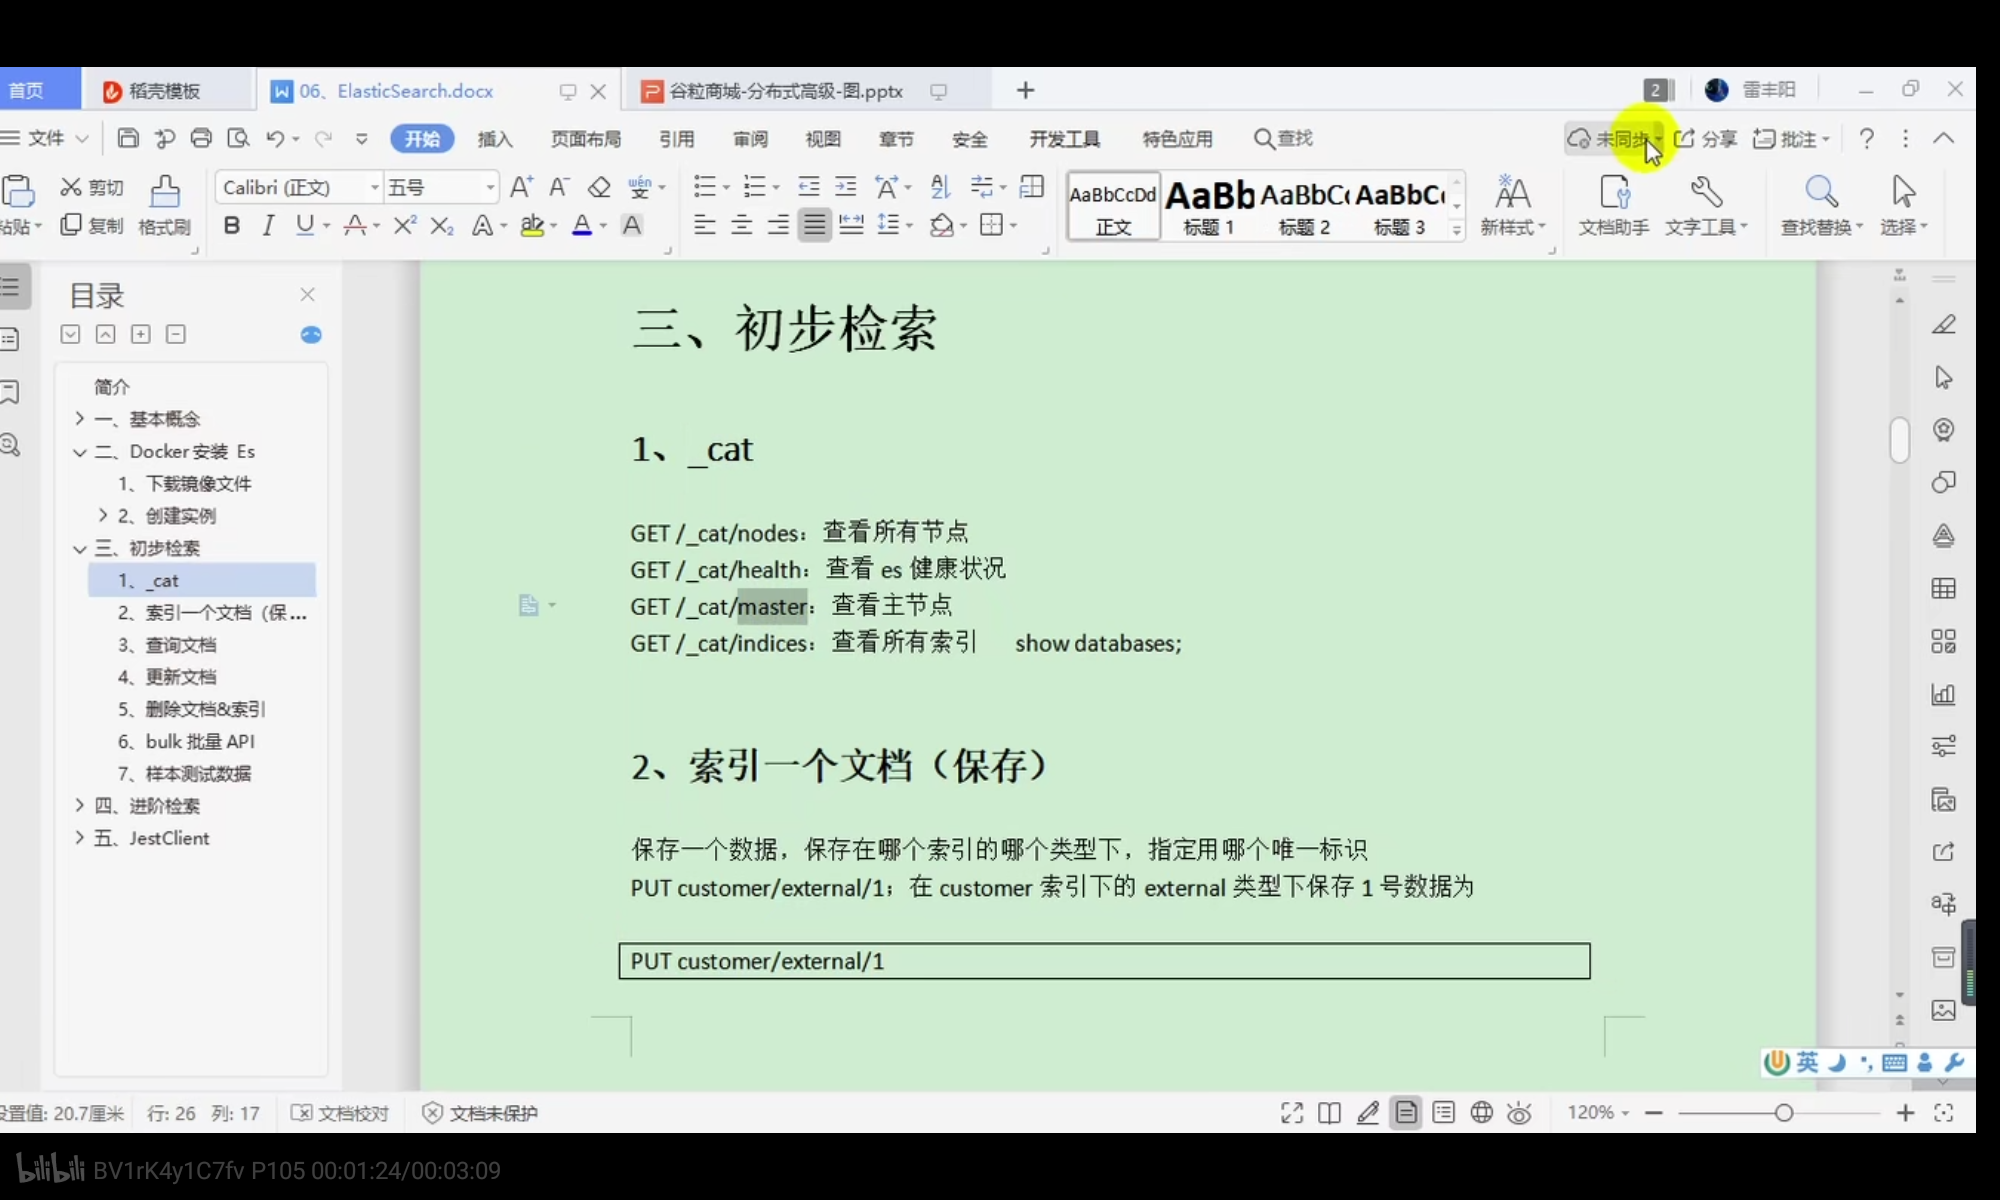 首页
稻壳模板
06、ElasticSearch.docx
谷粒商城-分布式高级-图.pptx
2
雷丰阳
文件
开始
插入
页面布局
引用
审阅
视图
章节
安全
开发工具
特色应用
查找
未同步
分享
批注
粘贴
剪切
复制
格式刷
Calibri (正文)
五号
AaBbCcDd
正文
AaBb
标题 1
AaBbC
标题 2
AaBbC
标题 3
新样式
文档助手
文字工具
查找替换
选择
目录
简介
一、基本概念
二、Docker安装 Es
1、下载镜像文件
2、创建实例
三、初步检索
1、_cat
2、索引一个文档（保...
3、查询文档
4、更新文档
5、删除文档&索引
6、bulk 批量 API
7、样本测试数据
四、进阶检索
五、JestClient
三、初步检索
1、_cat
GET /_cat/nodes：查看所有节点
GET /_cat/health：查看 es 健康状况
GET /_cat/master：查看主节点
GET /_cat/indices：查看所有索引 show databases;
2、索引一个文档（保存）
保存一个数据，保存在哪个索引的哪个类型下，指定用哪个唯一标识
PUT customer/external/1；在 customer 索引下的 external 类型下保存 1 号数据为
PUT customer/external/1
英
设置值: 20.7厘米 行: 26 列: 17 文档校对 文档未保护
120%
bilibili BV1rK4y1C7fv P105 00:01:24/00:03:09